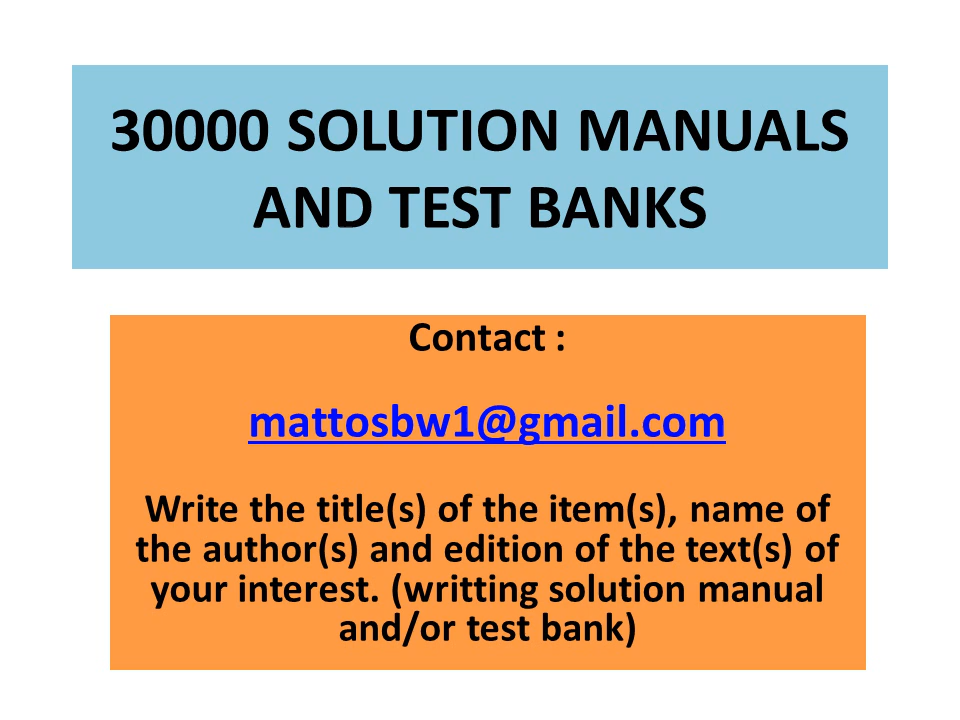 30000 SOLUTION MANUALS
AND TEST BANKS
Contact :
mattosbw1@gmail.com
Write the title(s) of the item(s), name of
the author(s) and edition of the text(s) of
your interest. (writting solution manual
and/or test bank)